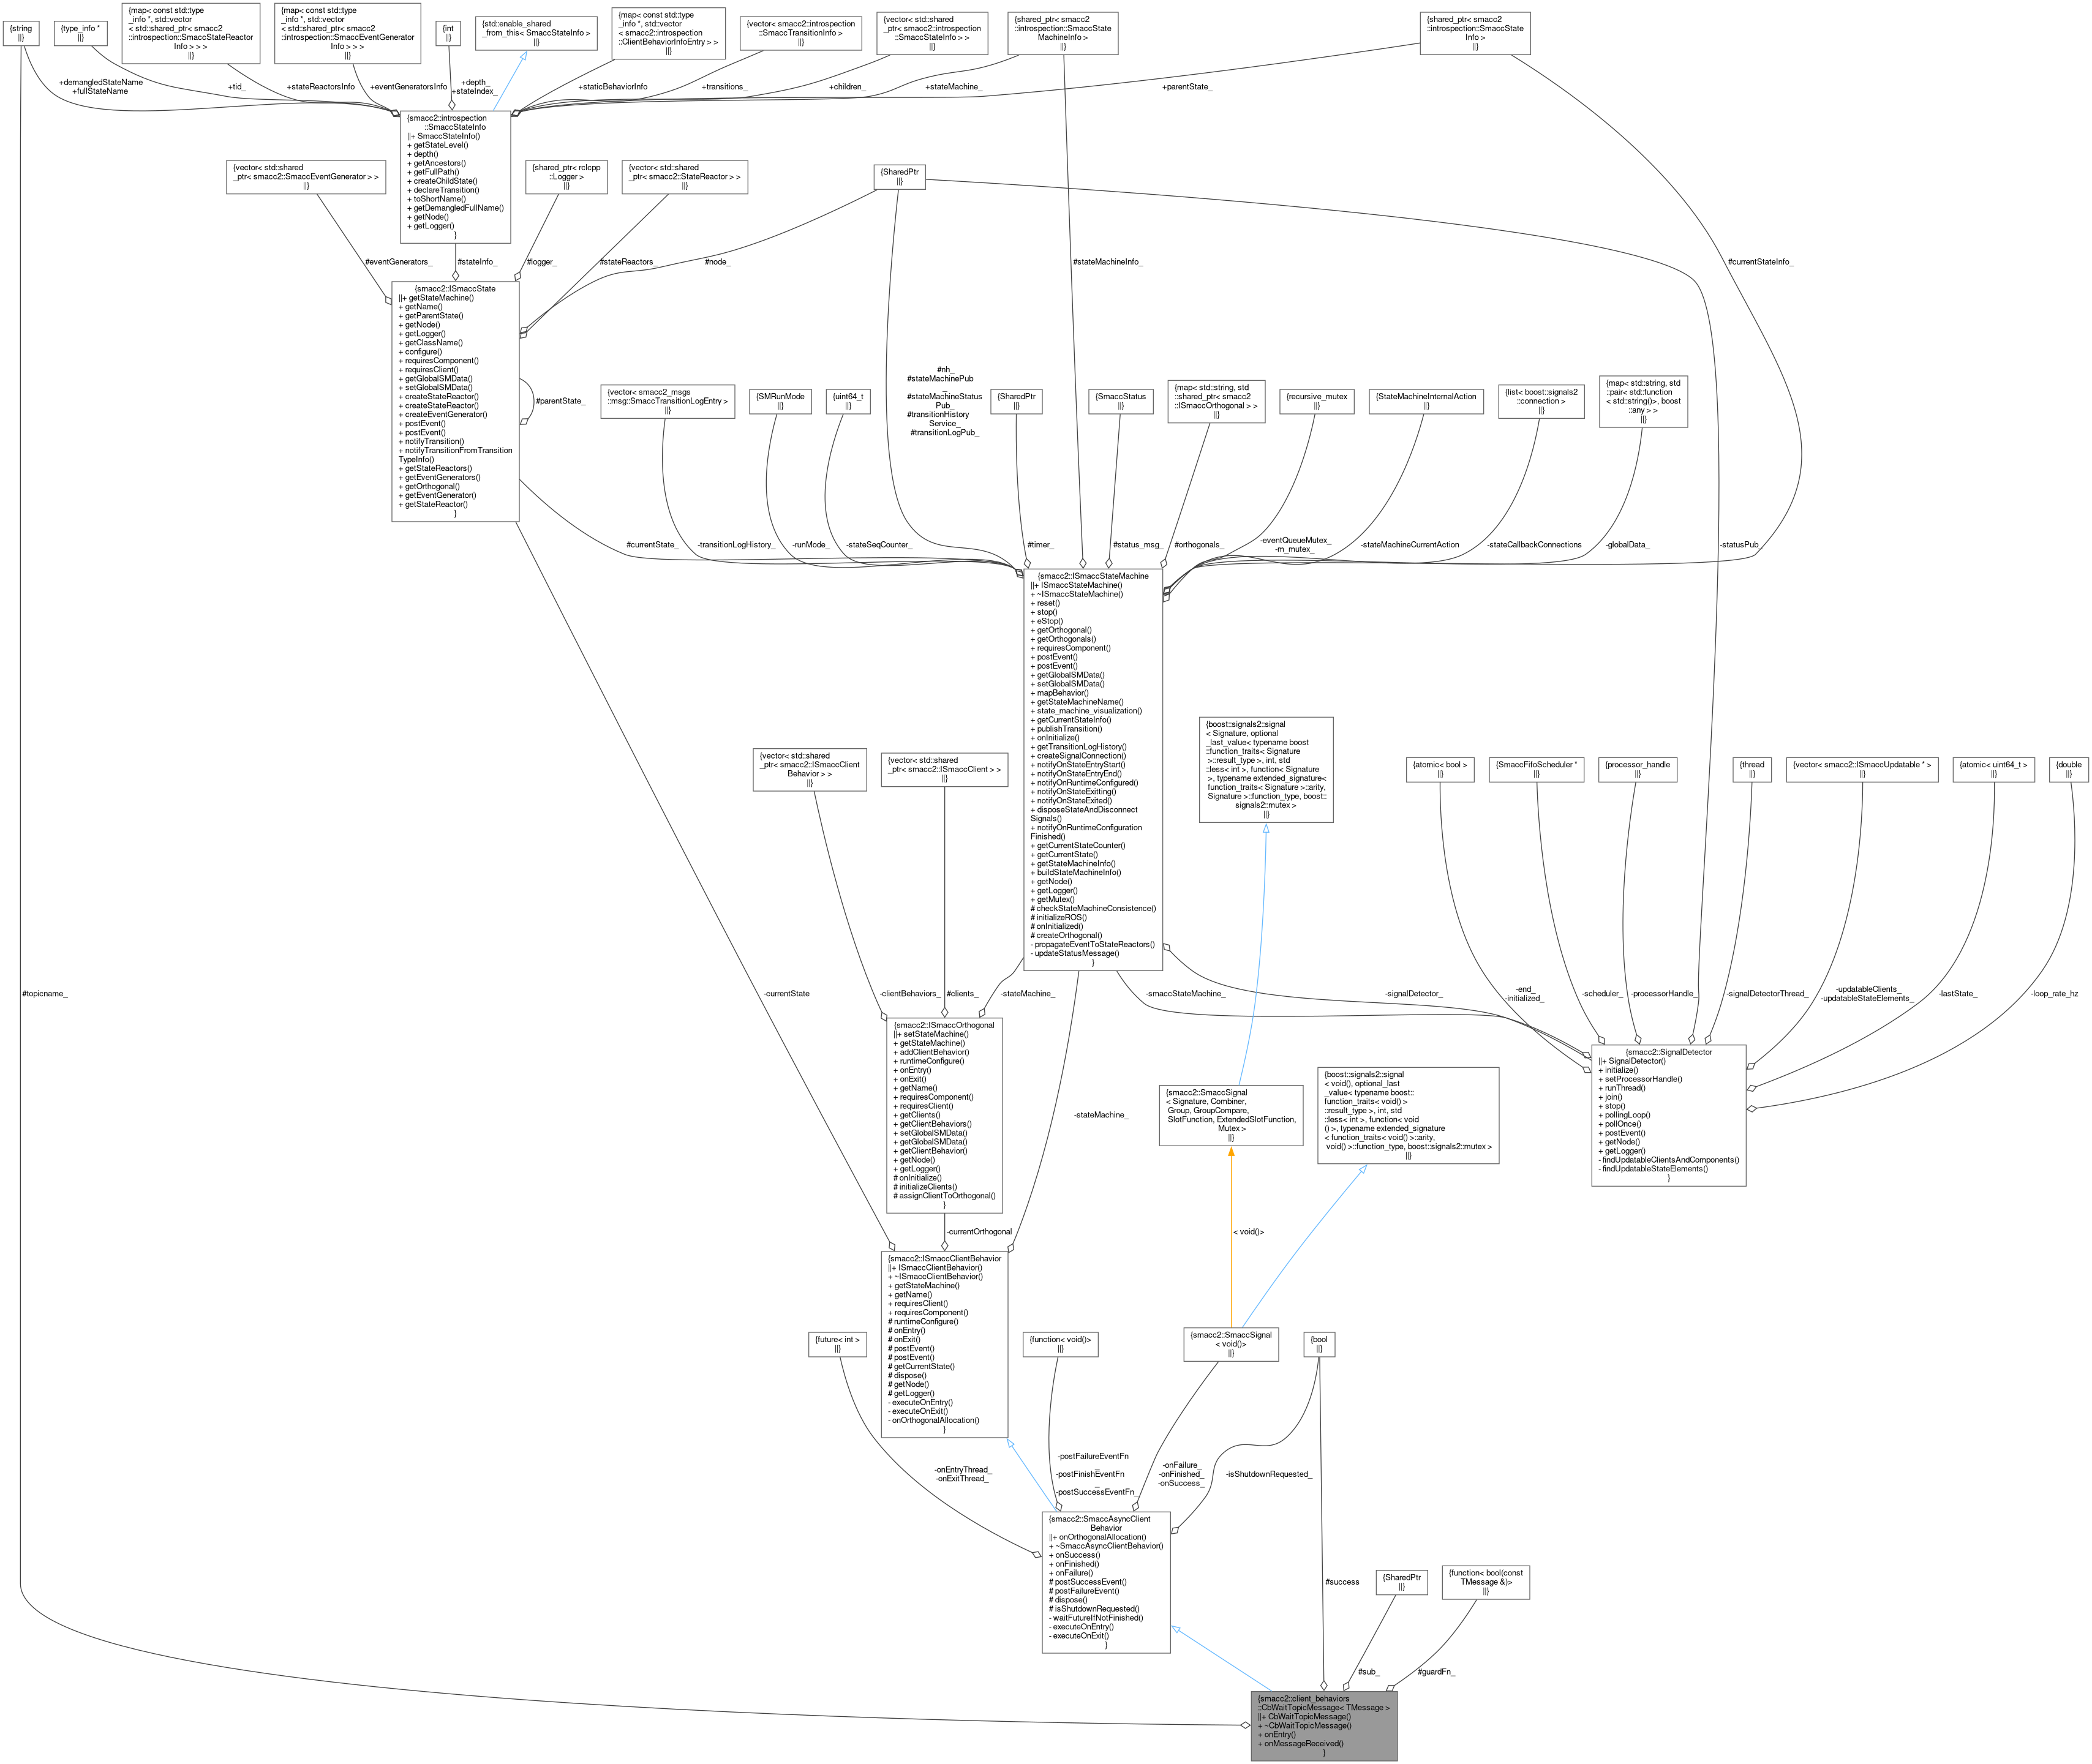 {string
||}
{type_info *
||}
{map< const std::type
_info *, std::vector
< std::shared_ptr< smacc2
::introspection::SmaccStateReactor
Info > > >
||}
{map< const std::type
_info *, std::vector
< std::shared_ptr< smacc2
::introspection::SmaccEventGenerator
Info > > >
||}
{int
||}
{std::enable_shared
_from_this< SmaccStateInfo >
||}
{map< const std::type
_info *, std::vector
< smacc2::introspection
::ClientBehaviorInfoEntry > >
||}
{vector< smacc2::introspection
::SmaccTransitionInfo >
||}
{vector< std::shared
_ptr< smacc2::introspection
::SmaccStateInfo > >
||}
{shared_ptr< smacc2
::introspection::SmaccState
MachineInfo >
||}
{shared_ptr< smacc2
::introspection::SmaccState
Info >
||}
+demangledStateName
+fullStateName
+tid_
+stateReactorsInfo
+eventGeneratorsInfo
+depth_
+stateIndex_
+staticBehaviorInfo
+transitions_
+children_
+stateMachine_
+parentState_
{smacc2::introspection
::SmaccStateInfo
||+ SmaccStateInfo()
+ getStateLevel()
+ depth()
+ getAncestors()
+ getFullPath()
+ createChildState()
+ declareTransition()
+ toShortName()
+ getDemangledFullName()
+ getNode()
+ getLogger()
}
{vector< std::shared
_ptr< smacc2::SmaccEventGenerator > >
||}
{shared_ptr< rclcpp
::Logger >
||}
{vector< std::shared
_ptr< smacc2::StateReactor > >
||}
{SharedPtr
||}
#eventGenerators_
#stateInfo_
#logger_
#stateReactors_
#node_
#stateMachineInfo_
#currentStateInfo_
{smacc2::ISmaccState
||+ getStateMachine()
+ getName()
+ getParentState()
+ getNode()
+ getLogger()
+ getClassName()
+ configure()
+ requiresComponent()
+ requiresClient()
+ getGlobalSMData()
+ setGlobalSMData()
+ createStateReactor()
+ createStateReactor()
+ createEventGenerator()
+ postEvent()
+ postEvent()
+ notifyTransition()
+ notifyTransitionFromTransition
TypeInfo()
+ getStateReactors()
+ getEventGenerators()
+ getOrthogonal()
+ getEventGenerator()
+ getStateReactor()
}
#parentState_
{vector< smacc2_msgs
::msg::SmaccTransitionLogEntry >
||}
{SMRunMode
||}
{uint64_t
||}
#nh_
#stateMachinePub
_
#stateMachineStatus
Pub_
#transitionHistory
Service_
#transitionLogPub_
{SharedPtr
||}
{SmaccStatus
||}
{map< std::string, std
::shared_ptr< smacc2
::ISmaccOrthogonal > >
||}
{recursive_mutex
||}
{StateMachineInternalAction
||}
{list< boost::signals2
::connection >
||}
{map< std::string, std
::pair< std::function
< std::string()>, boost
::any > >
||}
#currentState_
-transitionLogHistory_
-runMode_
-stateSeqCounter_
#timer_
#status_msg_
#orthogonals_
-eventQueueMutex_
-m_mutex_
-stateMachineCurrentAction
-stateCallbackConnections
-globalData_
-statusPub_
{smacc2::ISmaccStateMachine
||+ ISmaccStateMachine()
+ ~ISmaccStateMachine()
+ reset()
+ stop()
+ eStop()
+ getOrthogonal()
+ getOrthogonals()
+ requiresComponent()
+ postEvent()
+ postEvent()
+ getGlobalSMData()
+ setGlobalSMData()
+ mapBehavior()
+ getStateMachineName()
+ state_machine_visualization()
+ getCurrentStateInfo()
+ publishTransition()
+ onInitialize()
+ getTransitionLogHistory()
+ createSignalConnection()
+ notifyOnStateEntryStart()
+ notifyOnStateEntryEnd()
+ notifyOnRuntimeConfigured()
+ notifyOnStateExitting()
+ notifyOnStateExited()
+ disposeStateAndDisconnect
Signals()
+ notifyOnRuntimeConfiguration
Finished()
+ getCurrentStateCounter()
+ getCurrentState()
+ getStateMachineInfo()
+ buildStateMachineInfo()
+ getNode()
+ getLogger()
+ getMutex()
# checkStateMachineConsistence()
# initializeROS()
# onInitialized()
# createOrthogonal()
- propagateEventToStateReactors()
- updateStatusMessage()
}
{boost::signals2::signal
< Signature, optional
_last_value< typename boost
::function_traits< Signature
>::result_type >, int, std
::less< int >, function< Signature
>, typename extended_signature<
function_traits< Signature >::arity,
Signature >::function_type, boost::
signals2::mutex >
||}
{vector< std::shared
_ptr< smacc2::ISmaccClient
Behavior > >
||}
{vector< std::shared
_ptr< smacc2::ISmaccClient > >
||}
{atomic< bool >
||}
{SmaccFifoScheduler *
||}
{processor_handle
||}
{thread
||}
{vector< smacc2::ISmaccUpdatable * >
||}
{atomic< uint64_t >
||}
{double
||}
#topicname_
-currentState
-clientBehaviors_
#clients_
-stateMachine_
-smaccStateMachine_
-signalDetector_
-end_
-initialized_
-scheduler_
-processorHandle_
-signalDetectorThread_
-updatableClients_
-updatableStateElements_
-lastState_
-loop_rate_hz
{smacc2::ISmaccOrthogonal
||+ setStateMachine()
+ getStateMachine()
+ addClientBehavior()
+ runtimeConfigure()
+ onEntry()
+ onExit()
+ getName()
+ requiresComponent()
+ requiresClient()
+ getClients()
+ getClientBehaviors()
+ setGlobalSMData()
+ getGlobalSMData()
+ getClientBehavior()
+ getNode()
+ getLogger()
# onInitialize()
# initializeClients()
# assignClientToOrthogonal()
}
{smacc2::SignalDetector
||+ SignalDetector()
+ initialize()
+ setProcessorHandle()
+ runThread()
+ join()
+ stop()
+ pollingLoop()
+ pollOnce()
+ postEvent()
+ getNode()
+ getLogger()
- findUpdatableClientsAndComponents()
- findUpdatableStateElements()
}
-stateMachine_
{smacc2::SmaccSignal
< Signature, Combiner,
Group, GroupCompare,
SlotFunction, ExtendedSlotFunction,
Mutex >
||}
{boost::signals2::signal
< void(), optional_last
_value< typename boost::
function_traits< void() >
::result_type >, int, std
::less< int >, function< void
() >, typename extended_signature
< function_traits< void() >::arity,
void() >::function_type, boost::signals2::mutex >
||}
-currentOrthogonal
< void()>
{smacc2::ISmaccClientBehavior
||+ ISmaccClientBehavior()
+ ~ISmaccClientBehavior()
+ getStateMachine()
+ getName()
+ requiresClient()
+ requiresComponent()
# runtimeConfigure()
# onEntry()
# onExit()
# postEvent()
# postEvent()
# getCurrentState()
# dispose()
# getNode()
# getLogger()
- executeOnEntry()
- executeOnExit()
- onOrthogonalAllocation()
}
{future< int >
||}
{function< void()>
||}
{smacc2::SmaccSignal
< void()>
||}
{bool
||}
-onEntryThread_
-onExitThread_
-postFailureEventFn
_
-postFinishEventFn
_
-postSuccessEventFn_
-onFailure_
-onFinished_
-onSuccess_
-isShutdownRequested_
{smacc2::SmaccAsyncClient
Behavior
||+ onOrthogonalAllocation()
+ ~SmaccAsyncClientBehavior()
+ onSuccess()
+ onFinished()
+ onFailure()
# postSuccessEvent()
# postFailureEvent()
# dispose()
# isShutdownRequested()
- waitFutureIfNotFinished()
- executeOnEntry()
- executeOnExit()
}
{SharedPtr
||}
{function< bool(const
TMessage &)>
||}
#success
#sub_
#guardFn_
{smacc2::client_behaviors
::CbWaitTopicMessage< TMessage >
||+ CbWaitTopicMessage()
+ ~CbWaitTopicMessage()
+ onEntry()
+ onMessageReceived()
}